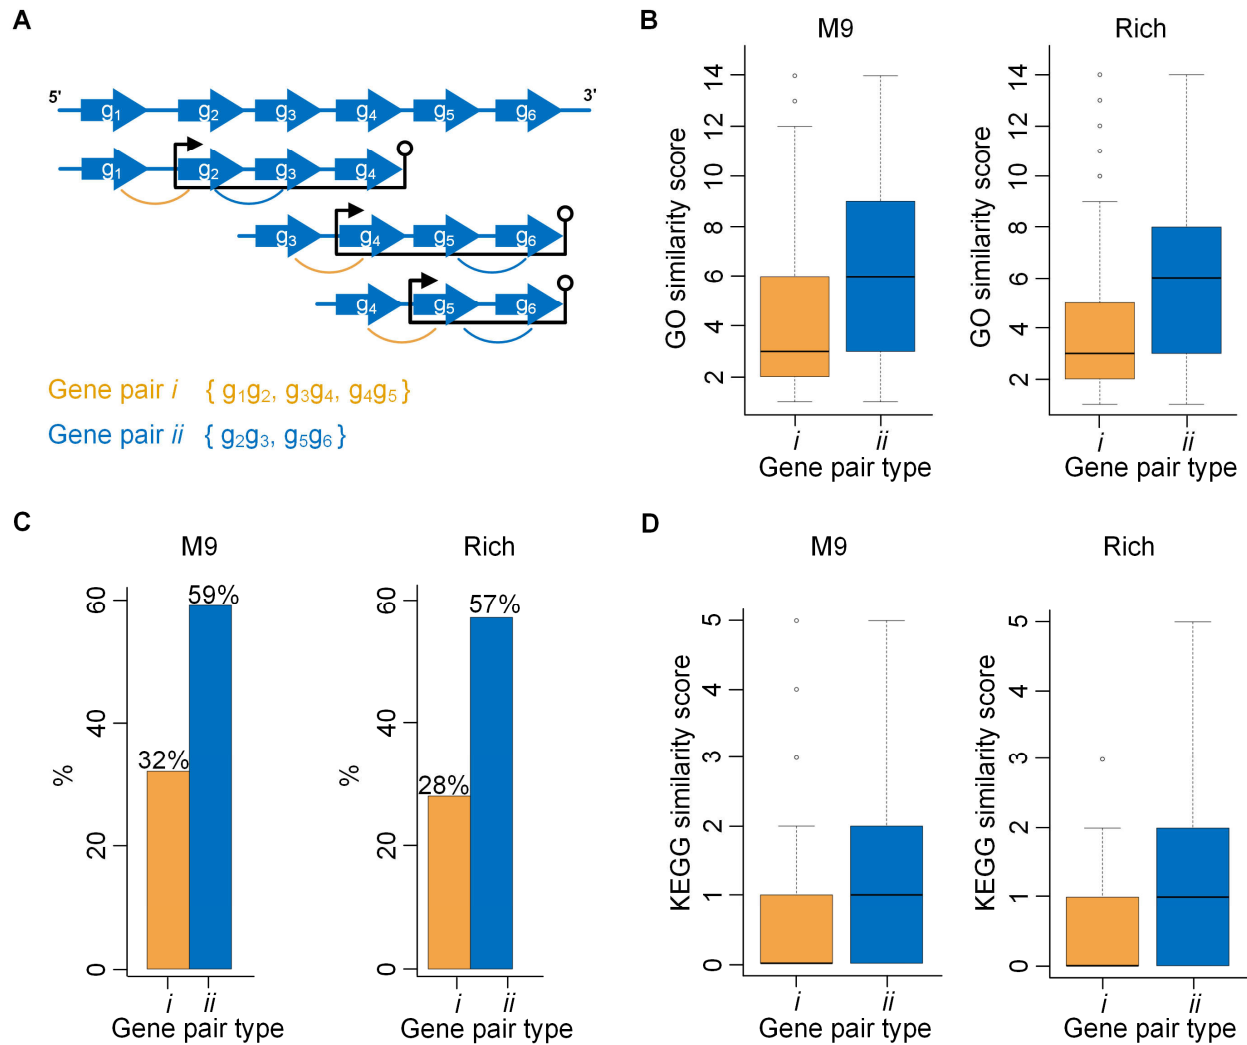 A
5' g1 g2 g3 g4 g5 g6 3'
g1 g2 g3 g4
g3 g4 g5 g6
g4 g5 g6
Gene pair i { g1g2, g3g4, g4g5 }
Gene pair ii { g2g3, g5g6 }
B
M9
GO similarity score
14
12
10
8
6
4
2
i ii
Gene pair type
Rich
GO similarity score
14
12
10
8
6
4
2
i ii
Gene pair type
C
M9
%
60
40
20
0
32%
59%
i ii
Gene pair type
Rich
%
60
40
20
0
28%
57%
i ii
Gene pair type
D
M9
KEGG similarity score
5
4
3
2
1
0
i ii
Gene pair type
Rich
KEGG similarity score
5
4
3
2
1
0
i ii
Gene pair type